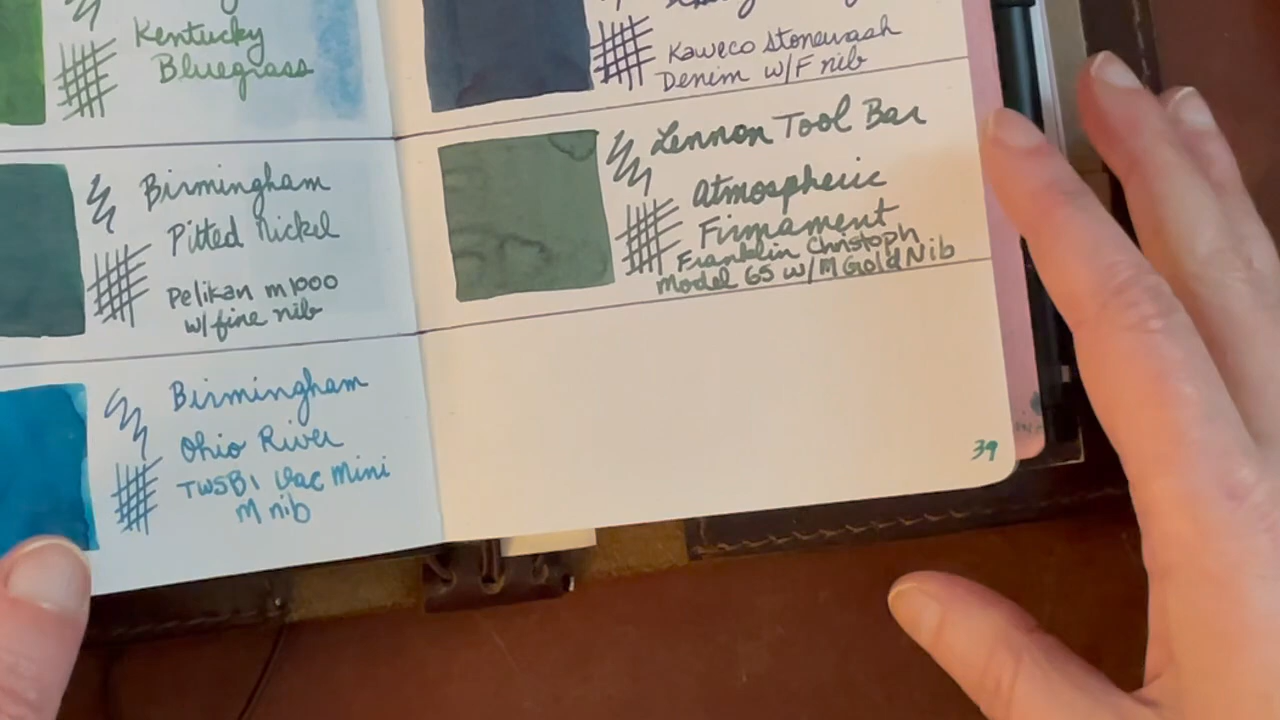 Kentucky
Bluegrass
Birmingham
Pitted Nickel
Pelikan M1000
w/fine nib
Birmingham
Ohio River
TWSBI Vac Mini
M nib
Kaweco Stonewash
Denim w/F nib
Lennon Tool Bar
Atmospheric
Firmament
Franklin Christoph
Model 65 w/M Gold Nib
39